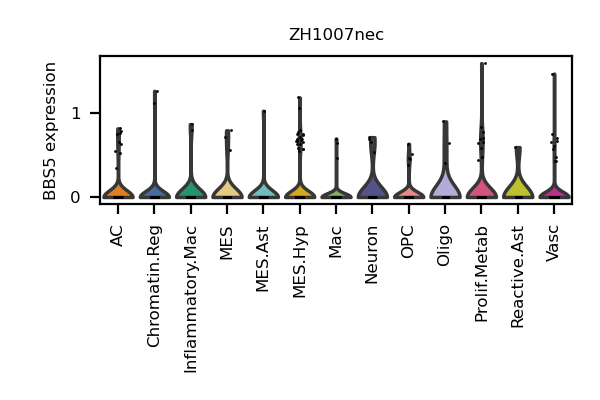 ZH1007nec
BBS5 expression
1
0
AC
Chromatin.Reg
Inflammatory.Mac
MES
MES.Ast
MES.Hyp
Mac
Neuron
OPC
Oligo
Prolif.Metab
Reactive.Ast
Vasc